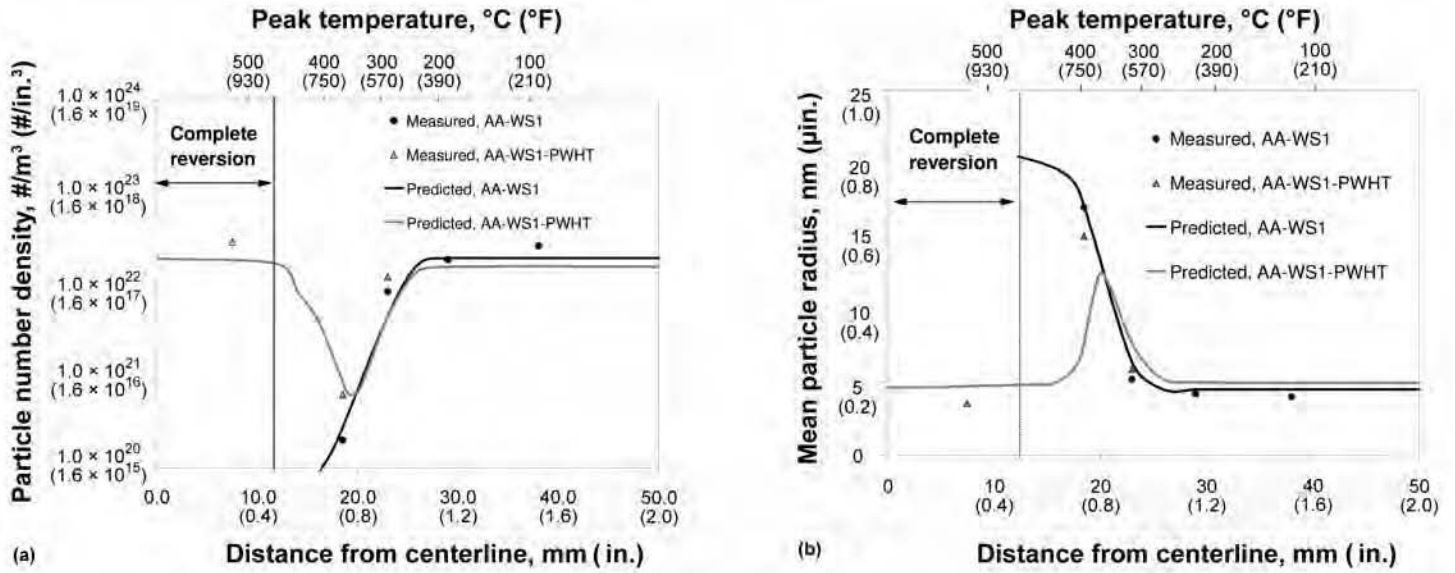 Peak temperature, °C (°F)
500 400 300 200 100
(930) (750) (570) (390) (210)
Particle number density, #/m³ (#/in.³)
1.0 × 10²⁴
(1.6 × 10¹⁹)
1.0 × 10²³
(1.6 × 10¹⁸)
1.0 × 10²²
(1.6 × 10¹⁷)
1.0 × 10²¹
(1.6 × 10¹⁶)
1.0 × 10²⁰
(1.6 × 10¹⁵)
Complete
reversion
Measured, AA-WS1
Measured, AA-WS1-PWHT
Predicted, AA-WS1
Predicted, AA-WS1-PWHT
0.0 10.0 20.0 30.0 40.0 50.0
(0.4) (0.8) (1.2) (1.6) (2.0)
(a)
Distance from centerline, mm (in.)
Peak temperature, °C (°F)
500 400 300 200 100
(930) (750) (570) (390) (210)
Mean particle radius, nm (µin.)
25
(1.0)
20
(0.8)
15
(0.6)
10
(0.4)
5
(0.2)
0
Complete
reversion
Measured, AA-WS1
Measured, AA-WS1-PWHT
Predicted, AA-WS1
Predicted, AA-WS1-PWHT
0 10 20 30 40 50
(0.4) (0.8) (1.2) (1.6) (2.0)
(b)
Distance from centerline, mm (in.)